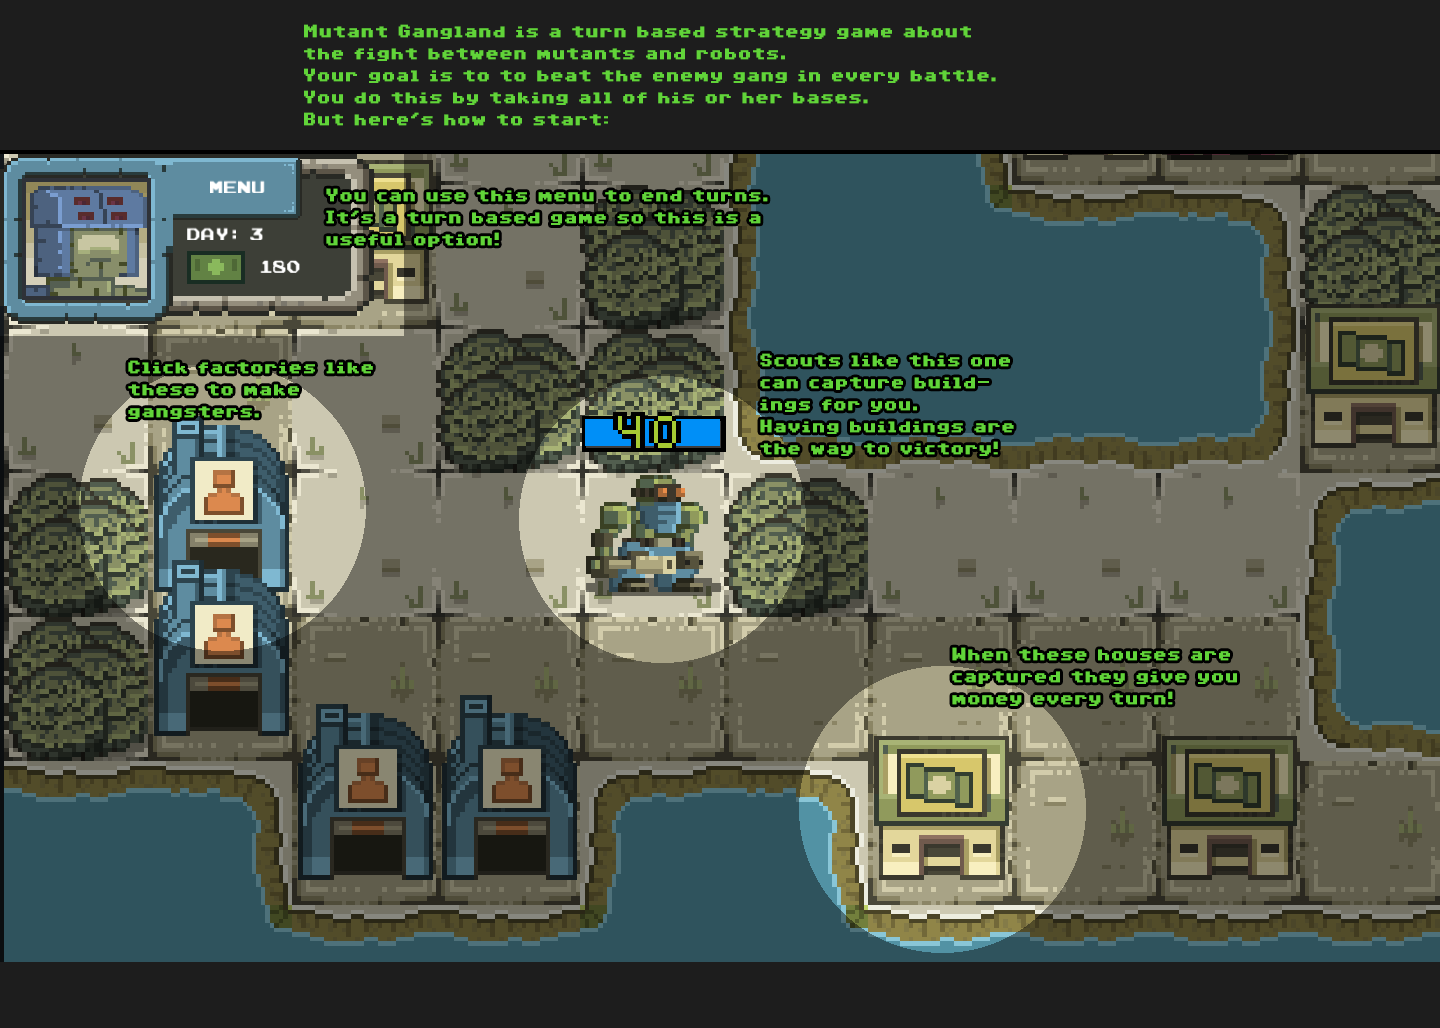 Mutant Gangland is a turn based strategy game about
the fight between mutants and robots.
Your goal is to to beat the enemy gang in every battle.
You do this by taking all of his or her bases.
But here's how to start:
MENU
DAY: 3
180
You can use this menu to end turns.
It's a turn based game so this is a
useful option!
Click factories like
these to make
gangsters.
40
Scouts like this one
can capture build-
ings for you.
Having buildings are
the way to victory!
When these houses are
captured they give you
money every turn!